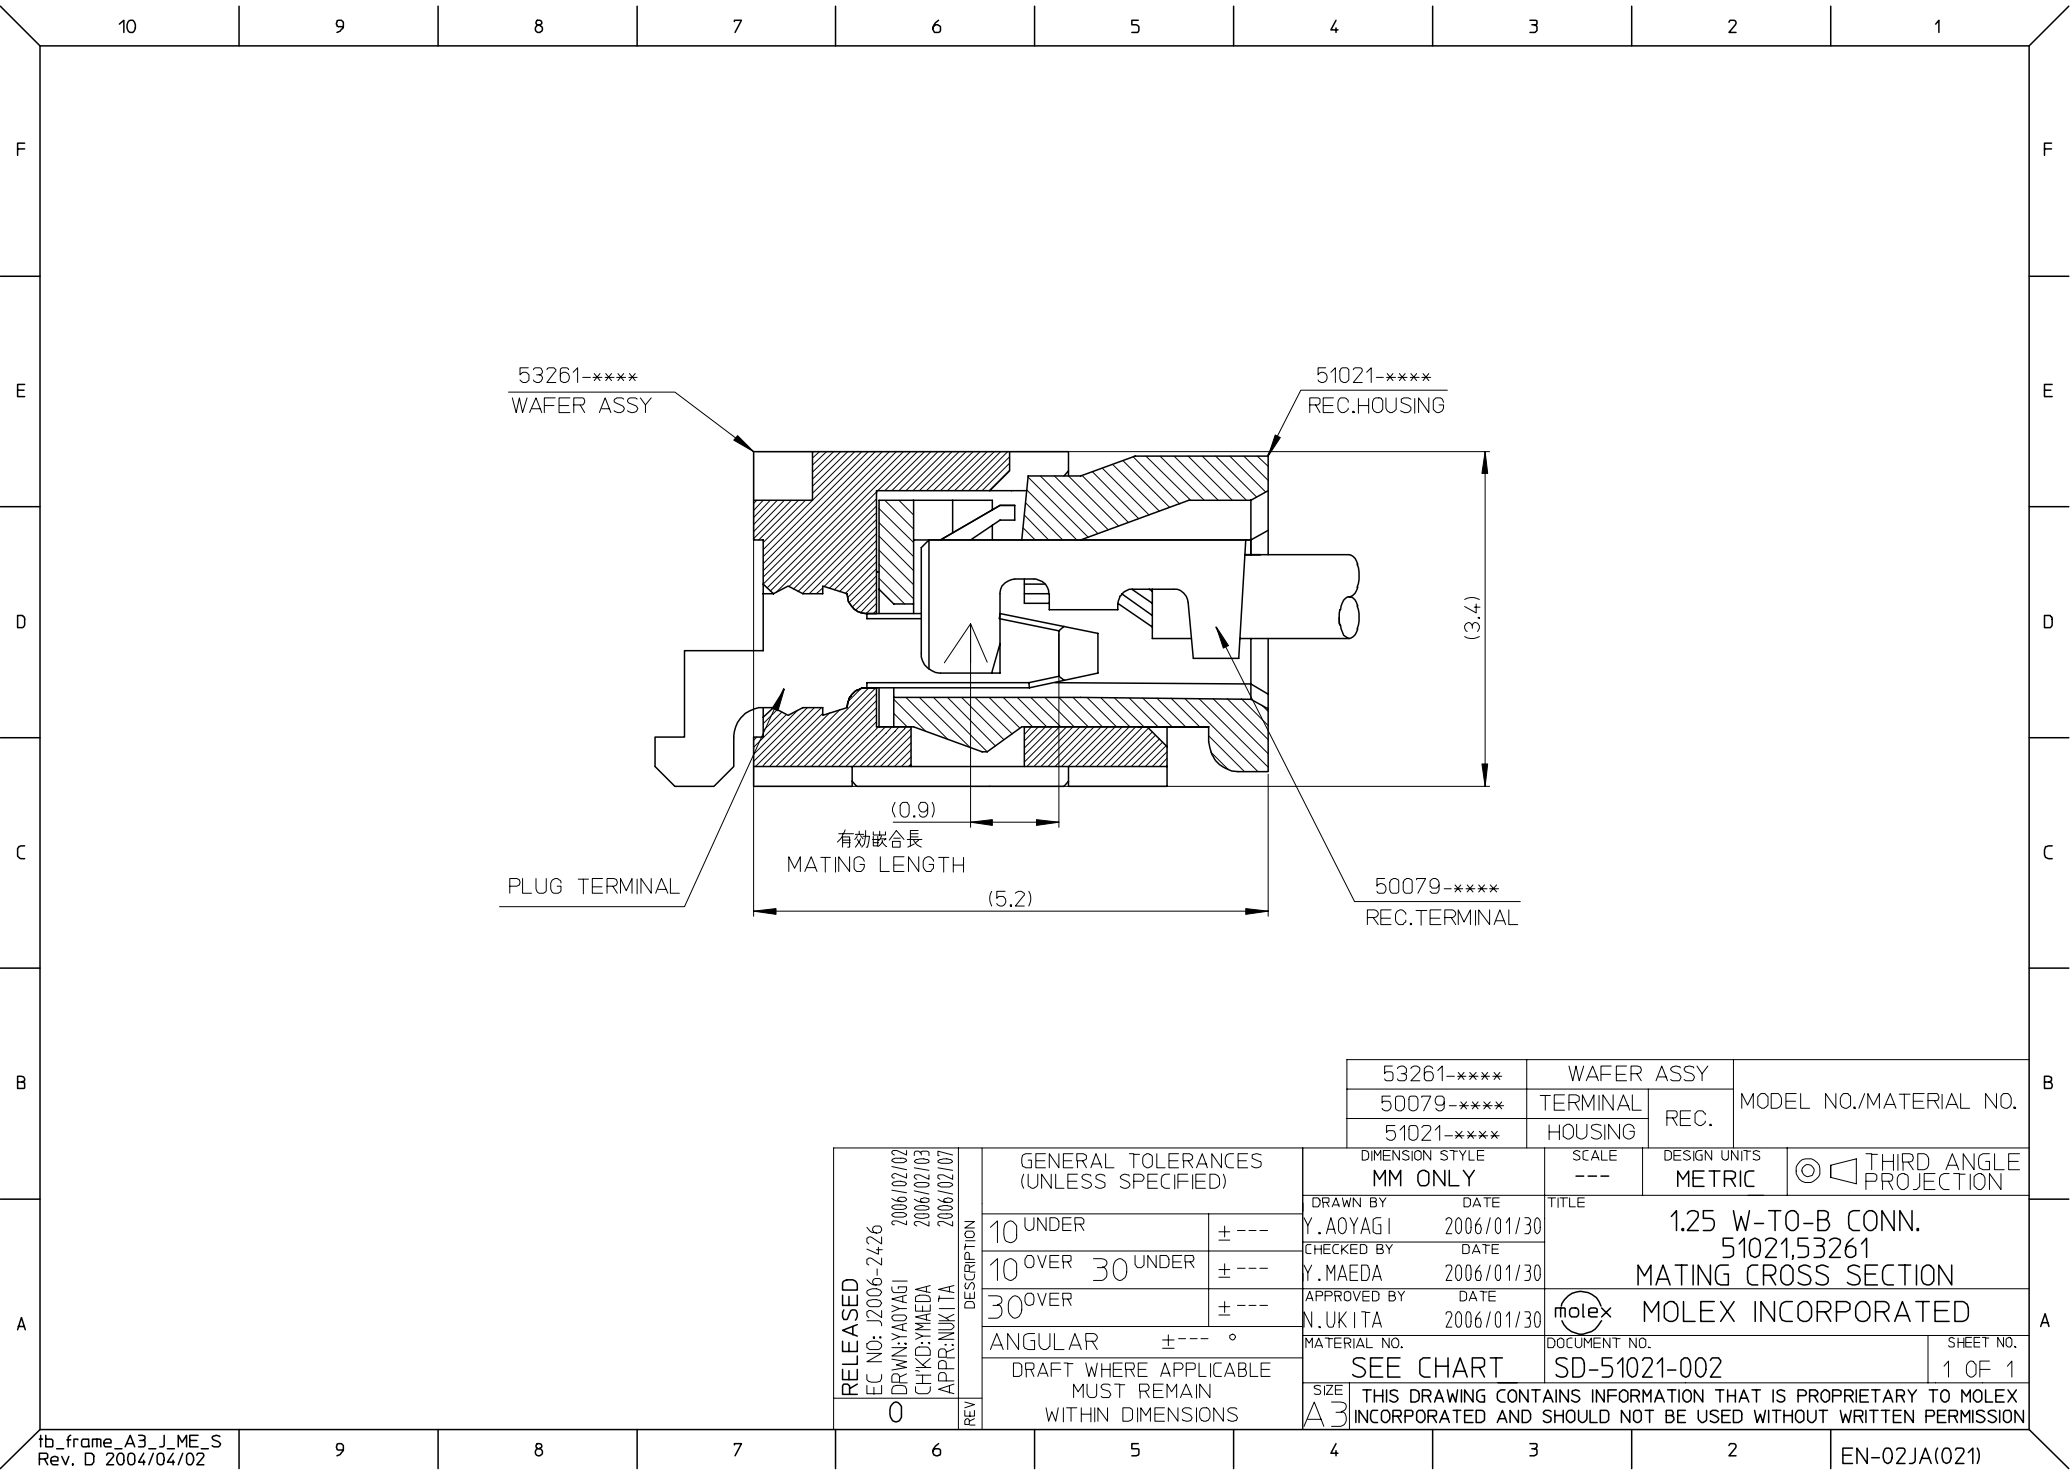 10 9 8 7 6 5 4 3 2 1
F F
E E
D D
C C
B B
A A
53261-****
WAFER ASSY
51021-****
REC.HOUSING
(3.4)
(0.9)
有効嵌合長
MATING LENGTH
PLUG TERMINAL
(5.2)
50079-****
REC.TERMINAL
53261-**** WAFER ASSY
50079-**** TERMINAL
51021-**** HOUSING
REC.
MODEL NO./MATERIAL NO.
RELEASED
EC NO: J2006-2426
DRWN:YAOYAGI 2006/02/02
CH'KD:YMAEDA 2006/02/03
APPR:NUKITA 2006/02/07
DESCRIPTION
0
REV
GENERAL TOLERANCES
(UNLESS SPECIFIED)
10 UNDER ±---
10 OVER 30 UNDER ±---
30 OVER ±---
ANGULAR ±--- °
DRAFT WHERE APPLICABLE
MUST REMAIN
WITHIN DIMENSIONS
DIMENSION STYLE
MM ONLY
SCALE
---
DESIGN UNITS
METRIC
THIRD ANGLE
PROJECTION
DRAWN BY DATE
Y.AOYAGI 2006/01/30
CHECKED BY DATE
Y.MAEDA 2006/01/30
APPROVED BY DATE
N.UKITA 2006/01/30
TITLE
1.25 W-TO-B CONN.
51021,53261
MATING CROSS SECTION
molex MOLEX INCORPORATED
MATERIAL NO.
SEE CHART
DOCUMENT NO.
SD-51021-002
SHEET NO.
1 OF 1
SIZE
A3
THIS DRAWING CONTAINS INFORMATION THAT IS PROPRIETARY TO MOLEX
INCORPORATED AND SHOULD NOT BE USED WITHOUT WRITTEN PERMISSION
tb_frame_A3_J_ME_S
Rev. D 2004/04/02
9 8 7 6 5 4 3 2
EN-02JA(021)